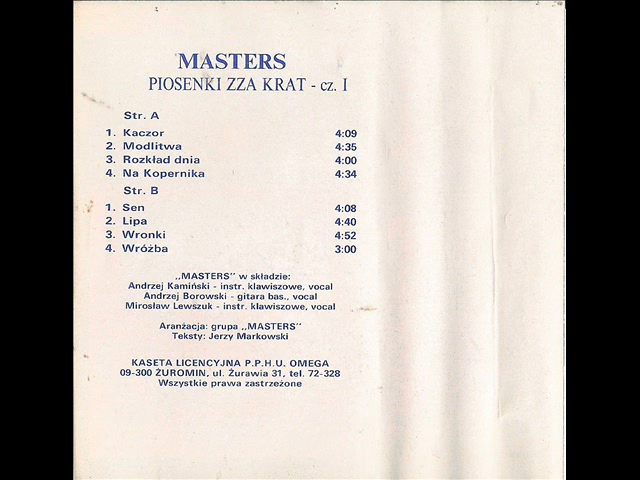 MASTERS
PIOSENKI ZZA KRAT - cz. I
Str. A
1. Kaczor 4:09
2. Modlitwa 4:35
3. Rozkład dnia 4:00
4. Na Kopernika 4:34
Str. B
1. Sen 4:08
2. Lipa 4:40
3. Wronki 4:52
4. Wróżba 3:00
,,MASTERS" w składzie:
Andrzej Kamiński - instr. klawiszowe, vocal
Andrzej Borowski - gitara bas., vocal
Mirosław Lewszuk - instr. klawiszowe, vocal
Aranżacja: grupa ,,MASTERS"
Teksty: Jerzy Markowski
KASETA LICENCYJNA P.P.H.U. OMEGA
09-300 ŻUROMIN, ul. Żurawia 31, tel. 72-328
Wszystkie prawa zastrzeżone